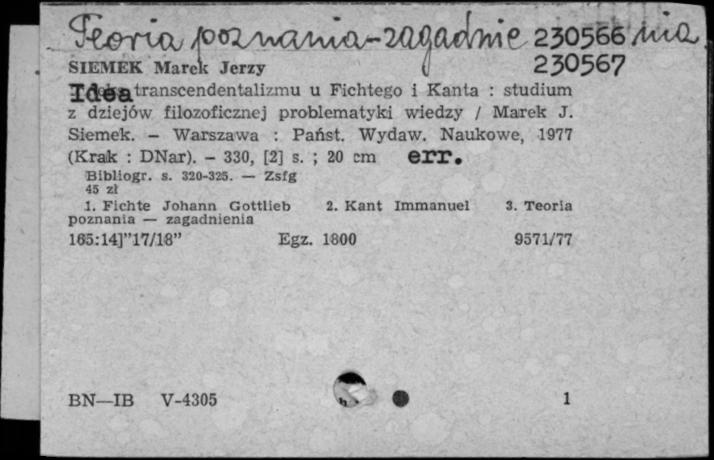 Teoria poznania-zagadnienia 230566
SIEMEK Marek Jerzy 230567
Idea transcendentalizmu u Fichtego i Kanta : studium
z dziejów filozoficznej problematyki wiedzy / Marek J.
Siemek. – Warszawa : Państ. Wydaw. Naukowe, 1977
(Krak : DNar). – 330, [2] s. ; 20 cm err.
Bibliogr. s. 320-325. — Zsfg
45 zł
1. Fichte Johann Gottlieb 2. Kant Immanuel 3. Teoria
poznania — zagadnienia
165:14]"17/18" Egz. 1800 9571/77
BN—IB V-4305 1